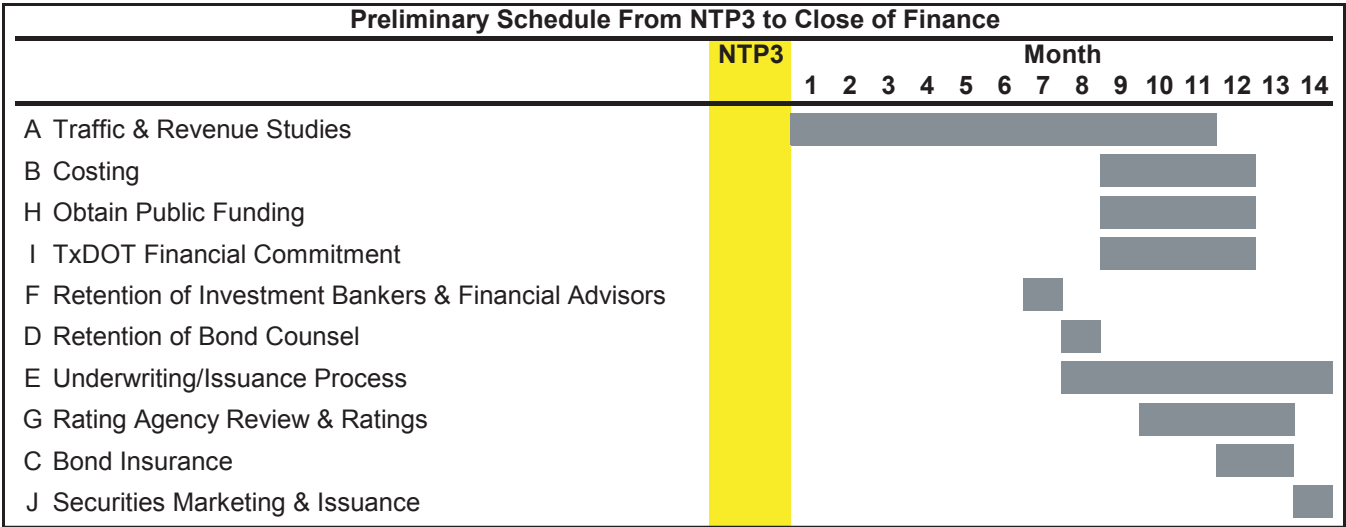 Preliminary Schedule From NTP3 to Close of Finance
NTP3 Month
1 2 3 4 5 6 7 8 9 10 11 12 13 14
A Traffic & Revenue Studies
B Costing
H Obtain Public Funding
I TxDOT Financial Commitment
F Retention of Investment Bankers & Financial Advisors
D Retention of Bond Counsel
E Underwriting/Issuance Process
G Rating Agency Review & Ratings
C Bond Insurance
J Securities Marketing & Issuance